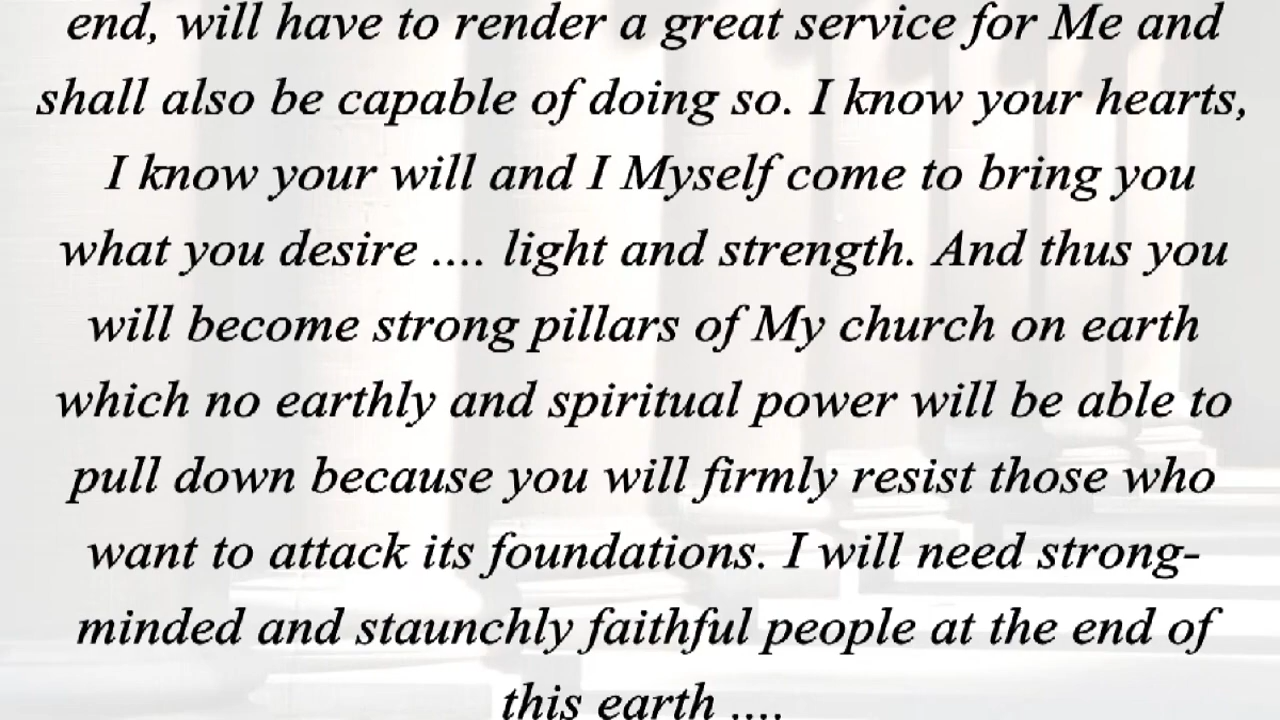 end, will have to render a great service for Me and
shall also be capable of doing so. I know your hearts,
I know your will and I Myself come to bring you
what you desire .... light and strength. And thus you
will become strong pillars of My church on earth
which no earthly and spiritual power will be able to
pull down because you will firmly resist those who
want to attack its foundations. I will need strong-
minded and staunchly faithful people at the end of
this earth ....